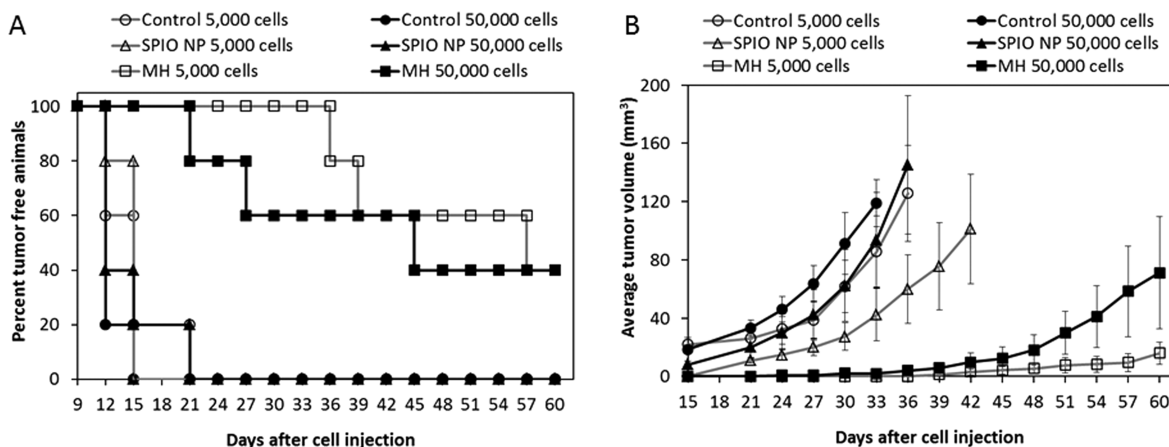 A
Control 5,000 cells
Control 50,000 cells
SPIO NP 5,000 cells
SPIO NP 50,000 cells
MH 5,000 cells
MH 50,000 cells
Percent tumor free animals
100
80
60
40
20
0
9 12 15 18 21 24 27 30 33 36 39 42 45 48 51 54 57 60
Days after cell injection
B
Control 5,000 cells
Control 50,000 cells
SPIO NP 5,000 cells
SPIO NP 50,000 cells
MH 5,000 cells
MH 50,000 cells
Average tumor volume (mm³)
200
160
120
80
40
0
15 18 21 24 27 30 33 36 39 42 45 48 51 54 57 60
Days after cell injection